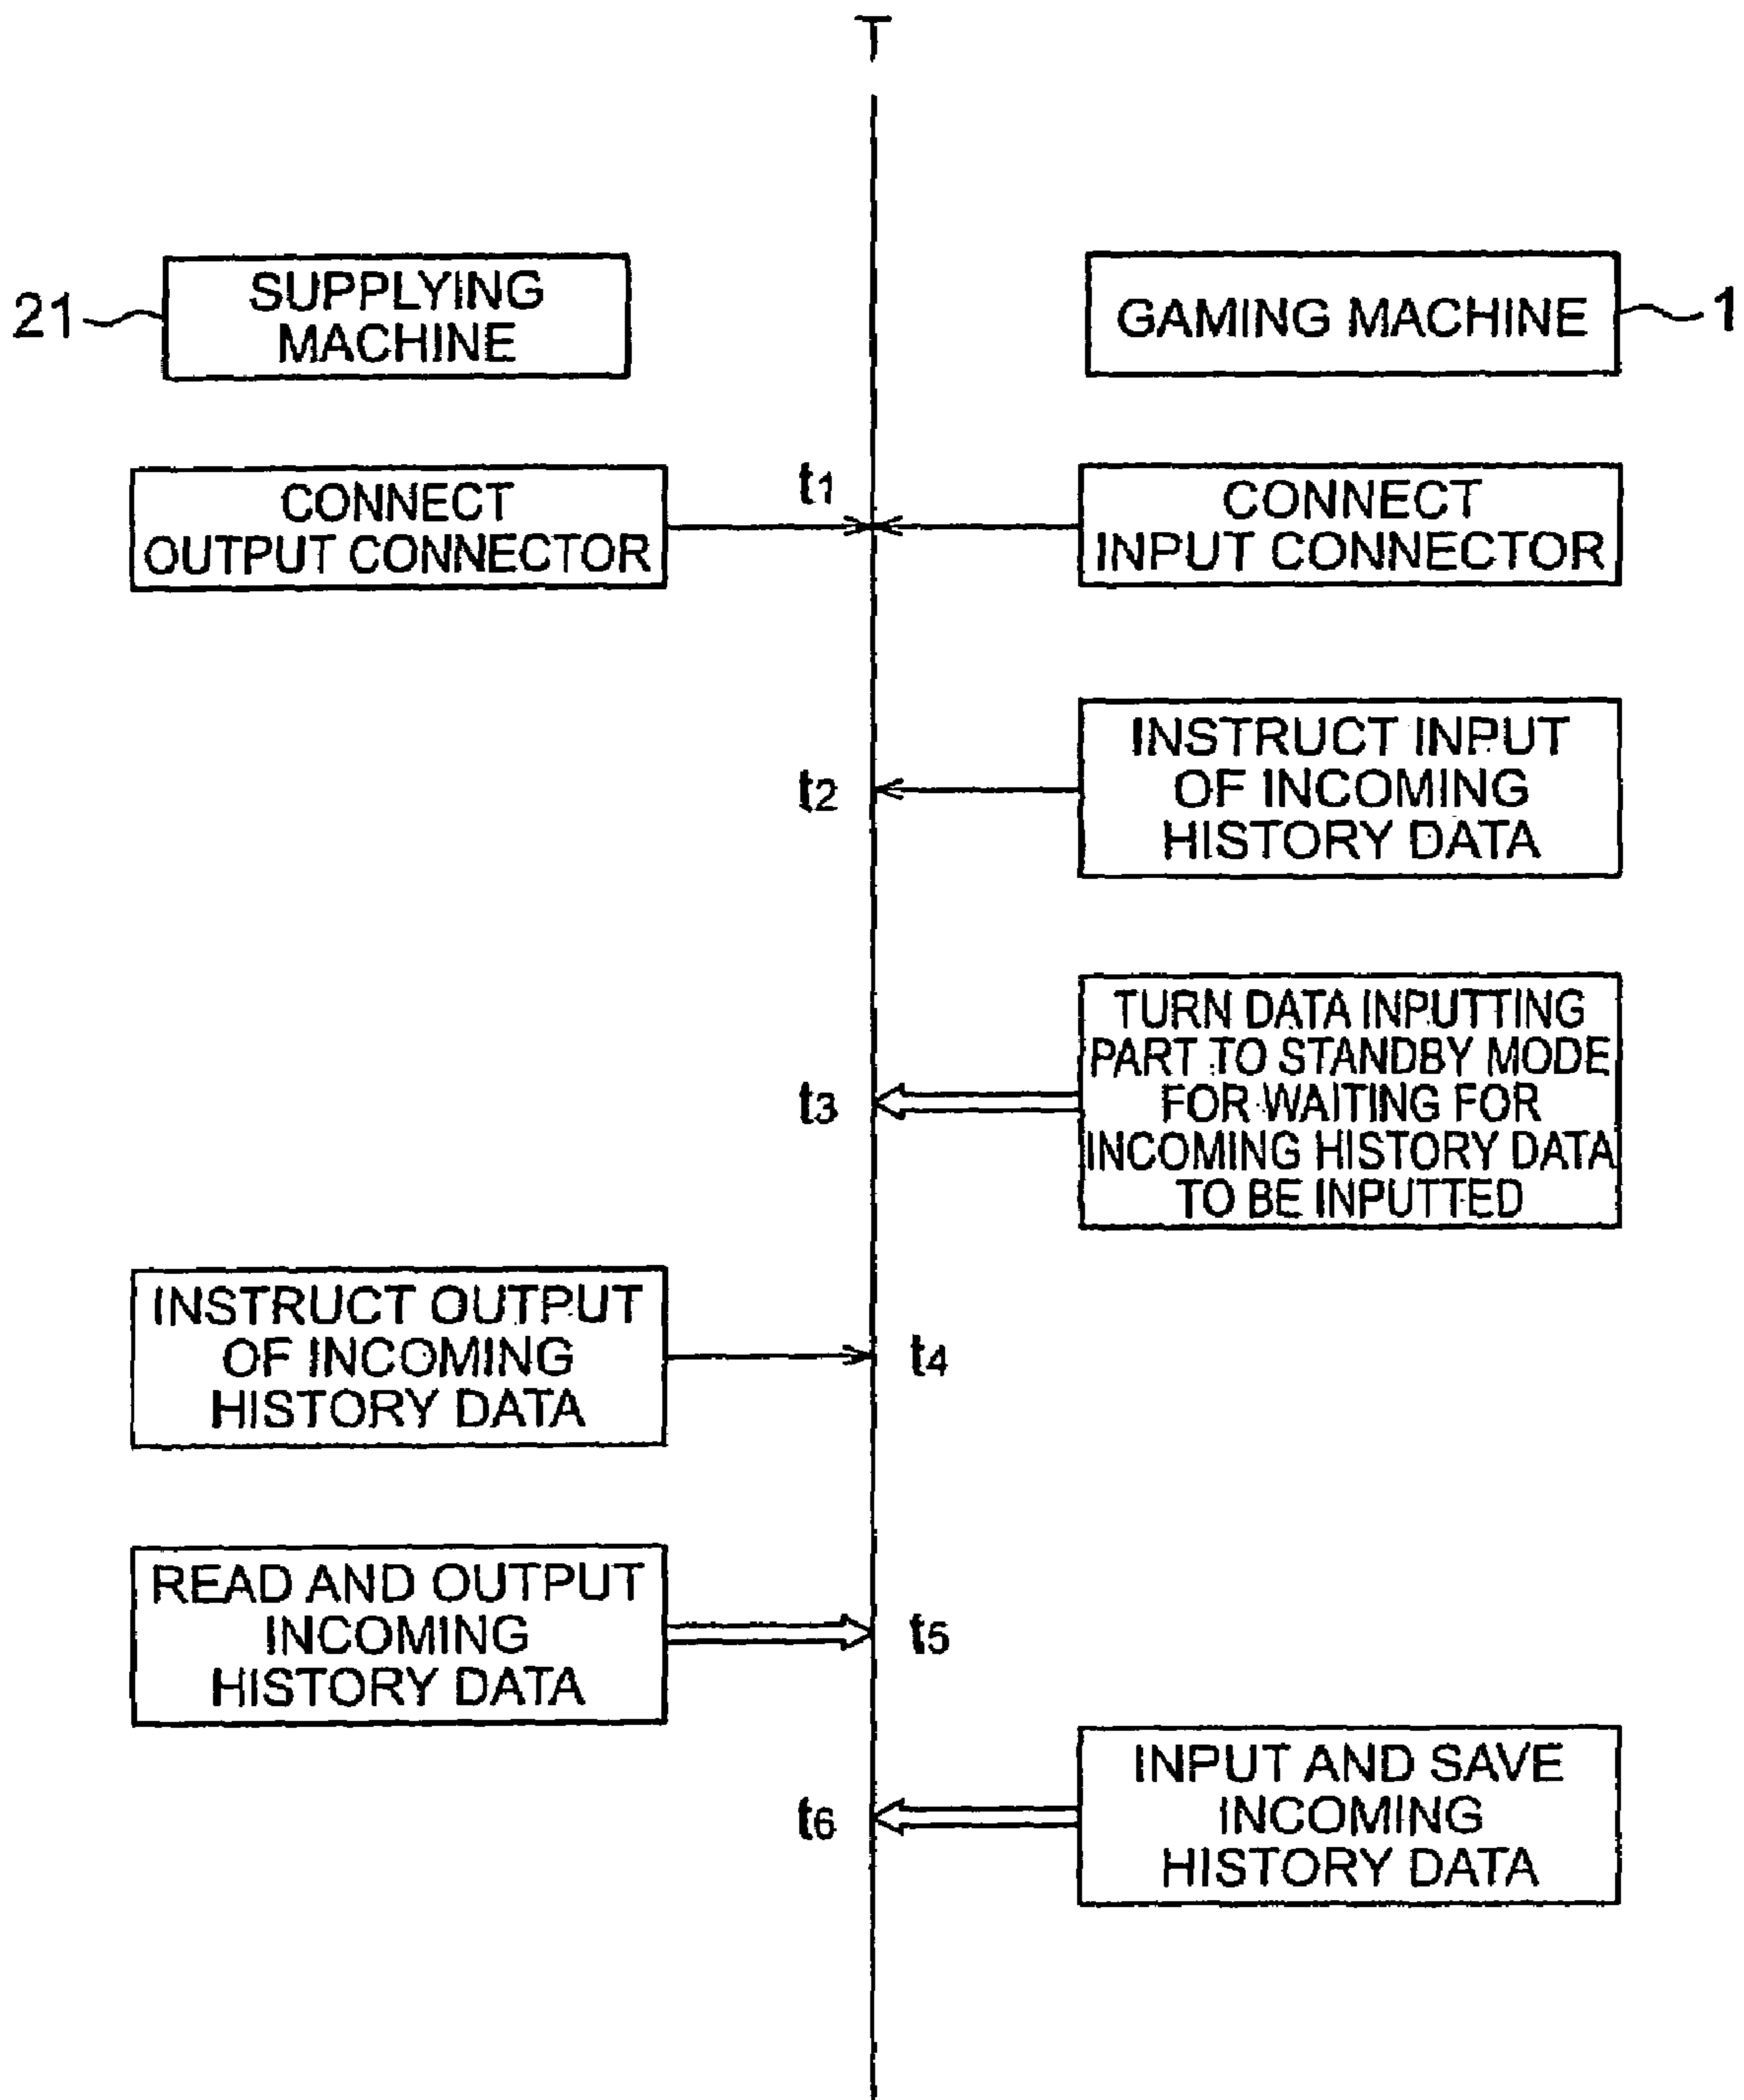 T
21
SUPPLYING
MACHINE
GAMING MACHINE
1
CONNECT
OUTPUT CONNECTOR
t1
CONNECT
INPUT CONNECTOR
t2
INSTRUCT INPUT
OF INCOMING
HISTORY DATA
t3
TURN DATA INPUTTING
PART TO STANDBY MODE
FOR WAITING FOR
INCOMING HISTORY DATA
TO BE INPUTTED
INSTRUCT OUTPUT
OF INCOMING
HISTORY DATA
t4
READ AND OUTPUT
INCOMING
HISTORY DATA
t5
t6
INPUT AND SAVE
INCOMING
HISTORY DATA